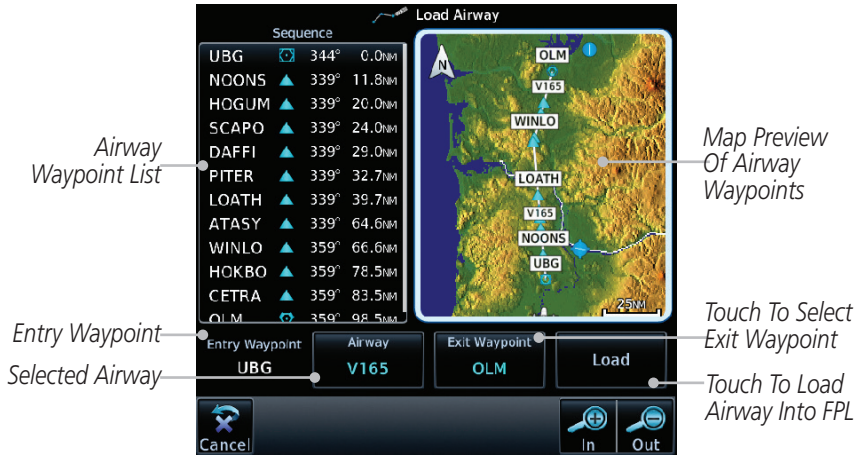 Load Airway
Sequence
UBG 344° 0.0NM
NOONS 339° 11.8NM
HOGUM 339° 20.0NM
SCAPO 339° 24.0NM
DAFFI 339° 29.0NM
PITER 339° 32.7NM
LOATH 339° 39.7NM
ATASY 339° 64.6NM
WINLO 359° 66.6NM
HOKBO 359° 78.5NM
CETRA 359° 83.5NM
OLM 359° 98.5NM
N
OLM
V165
WINLO
LOATH
V165
NOONS
UBG
25NM
Airway
Waypoint List
Map Preview
Of Airway
Waypoints
Entry Waypoint
Selected Airway
Touch To Select
Exit Waypoint
Touch To Load
Airway Into FPL
Entry Waypoint
UBG
Airway
V165
Exit Waypoint
OLM
Load
Cancel
In
Out